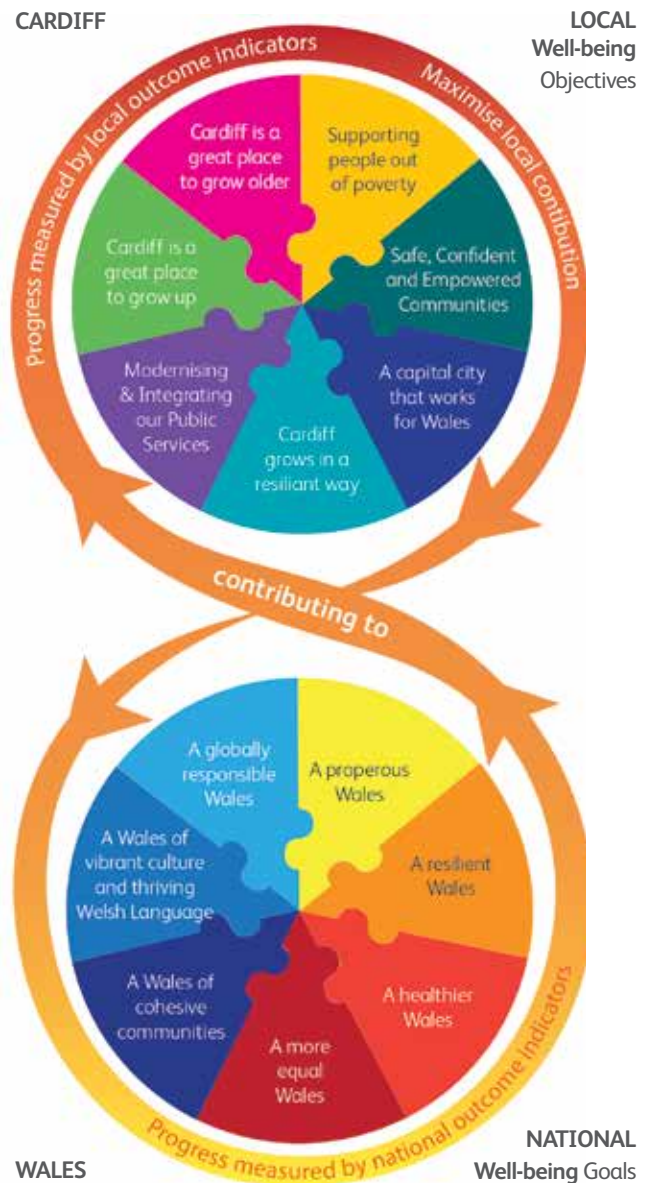 CARDIFF
LOCAL
Well-being
Objectives
Progress measured by local outcome indicators
Maximise local contibution
Cardiff is a
great place
to grow older
Supporting
people out
of poverty
Safe, Confident
and Empowered
Communities
A capital city
that works
for Wales
Cardiff
grows in a
resiliant way
Modernising
& Integrating
our Public
Services
Cardiff is a
great place
to grow up
contributing to
A globally
responsible
Wales
A properous
Wales
A resilient
Wales
A healthier
Wales
A more
equal
Wales
A Wales of
cohesive
communities
A Wales of
vibrant culture
and thriving
Welsh Language
Progress measured by national outcome indicators
WALES
NATIONAL
Well-being Goals